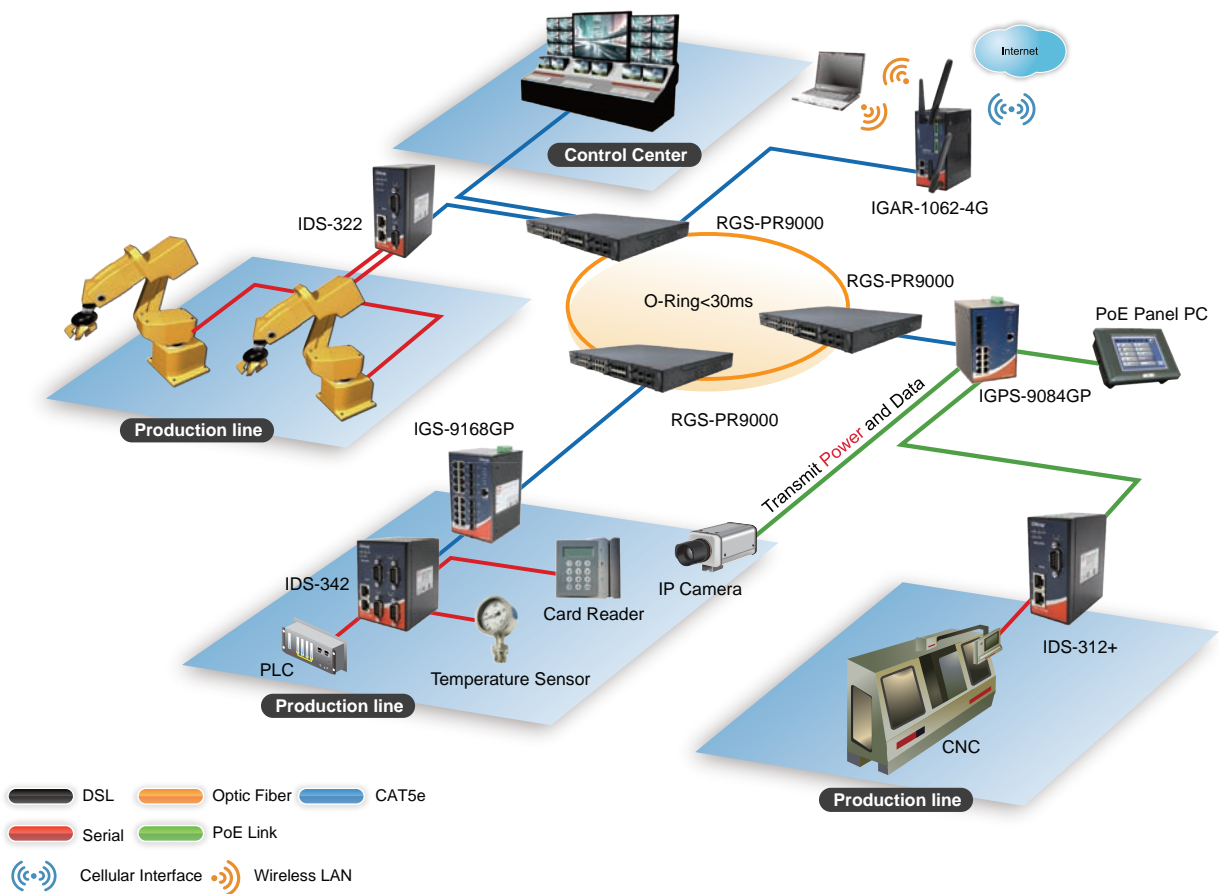 Internet
Control Center
IGAR-1062-4G
IDS-322
RGS-PR9000
RGS-PR9000
O-Ring<30ms
PoE Panel PC
IGPS-9084GP
RGS-PR9000
Production line
IGS-9168GP
Transmit Power and Data
IDS-342
IP Camera
Card Reader
PLC
Temperature Sensor
IDS-312+
Production line
CNC
Production line
DSL
Optic Fiber
CAT5e
Serial
PoE Link
Cellular Interface
Wireless LAN